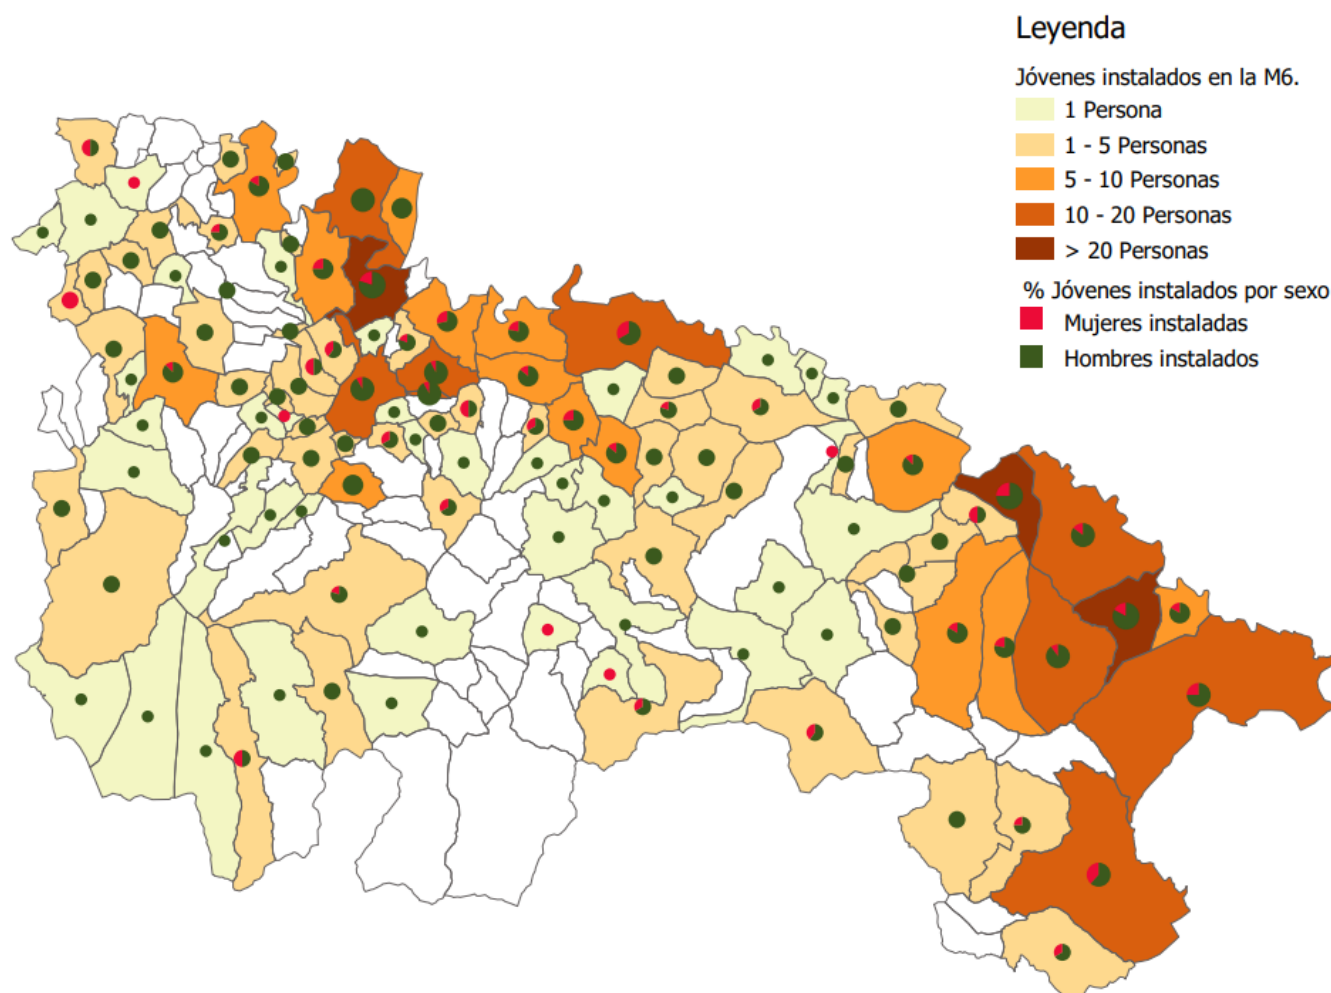 Leyenda
Jóvenes instalados en la M6.
1 Persona
1 - 5 Personas
5 - 10 Personas
10 - 20 Personas
> 20 Personas
% Jóvenes instalados por sexo
Mujeres instaladas
Hombres instalados